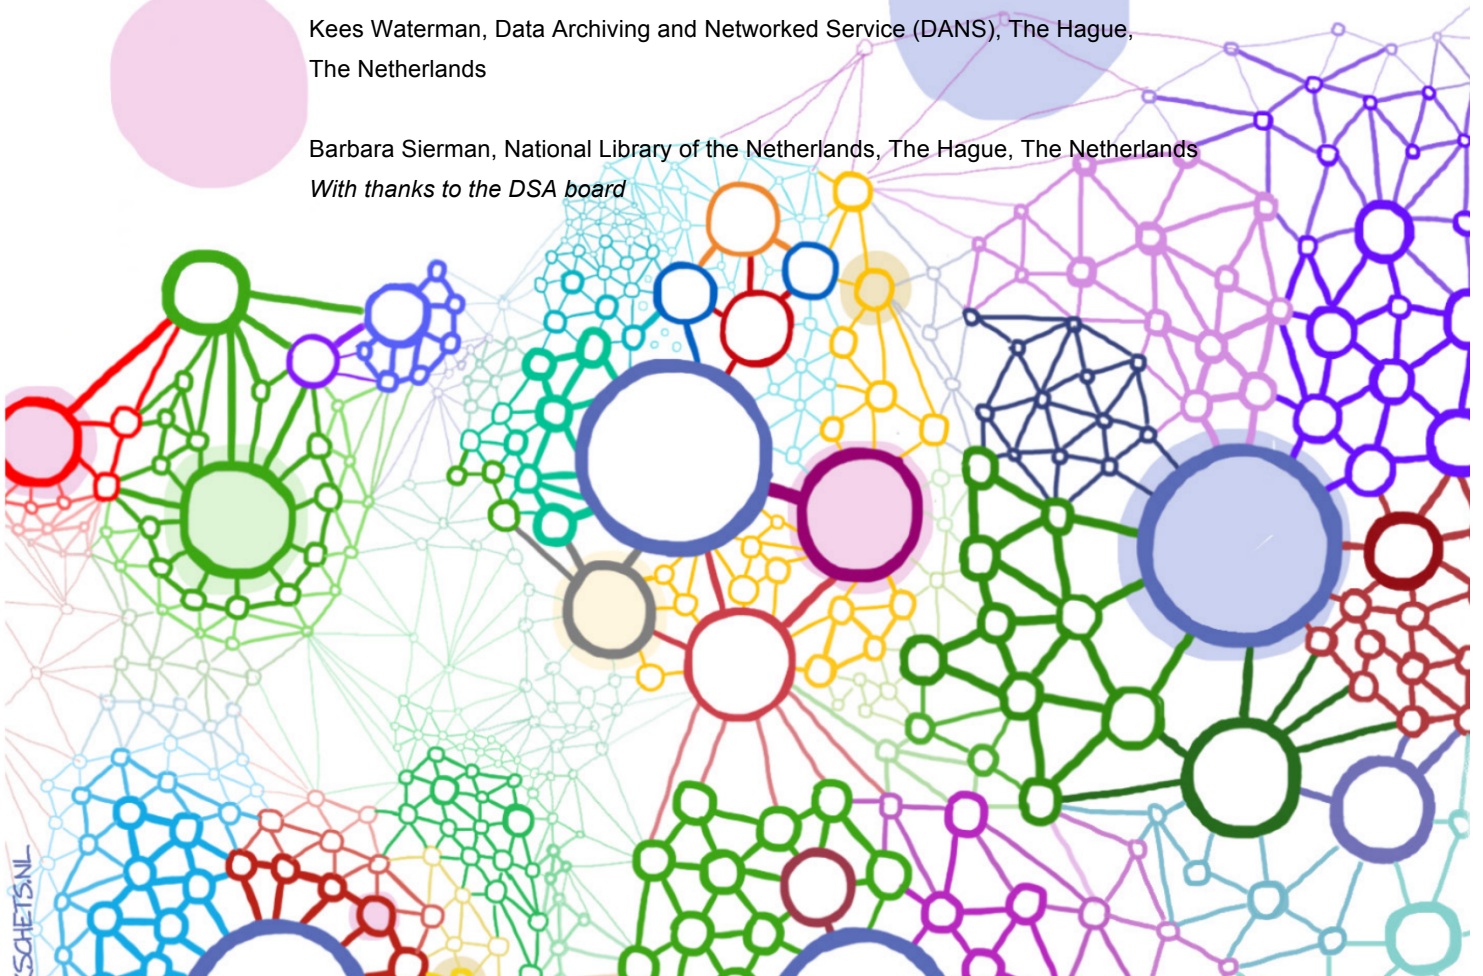 Kees Waterman, Data Archiving and Networked Service (DANS), The Hague,
The Netherlands
Barbara Sierman, National Library of the Netherlands, The Hague, The Netherlands
With thanks to the DSA board
SCHETS.NL